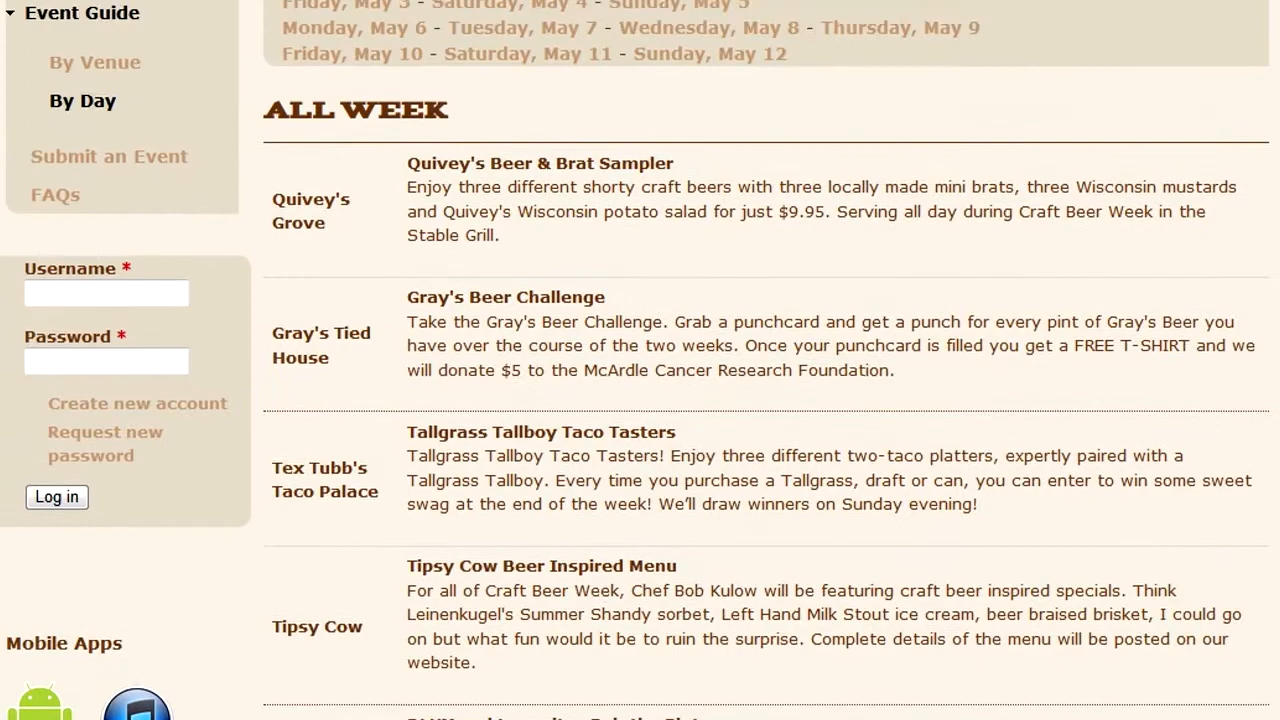 Event Guide
By Venue
By Day
Submit an Event
FAQs
Username *
Password *
Create new account
Request new
password
Log in
Mobile Apps
Friday, May 3 - Saturday, May 4 - Sunday, May 5
Monday, May 6 - Tuesday, May 7 - Wednesday, May 8 - Thursday, May 9
Friday, May 10 - Saturday, May 11 - Sunday, May 12
ALL WEEK
Quivey's
Grove
Quivey's Beer & Brat Sampler
Enjoy three different shorty craft beers with three locally made mini brats, three Wisconsin mustards
and Quivey's Wisconsin potato salad for just $9.95. Serving all day during Craft Beer Week in the
Stable Grill.
Gray's Tied
House
Gray's Beer Challenge
Take the Gray's Beer Challenge. Grab a punchcard and get a punch for every pint of Gray's Beer you
have over the course of the two weeks. Once your punchcard is filled you get a FREE T-SHIRT and we
will donate $5 to the McArdle Cancer Research Foundation.
Tex Tubb's
Taco Palace
Tallgrass Tallboy Taco Tasters
Tallgrass Tallboy Taco Tasters! Enjoy three different two-taco platters, expertly paired with a
Tallgrass Tallboy. Every time you purchase a Tallgrass, draft or can, you can enter to win some sweet
swag at the end of the week! We’ll draw winners on Sunday evening!
Tipsy Cow
Tipsy Cow Beer Inspired Menu
For all of Craft Beer Week, Chef Bob Kulow will be featuring craft beer inspired specials. Think
Leinenkugel's Summer Shandy sorbet, Left Hand Milk Stout ice cream, beer braised brisket, I could go
on but what fun would it be to ruin the surprise. Complete details of the menu will be posted on our
website.